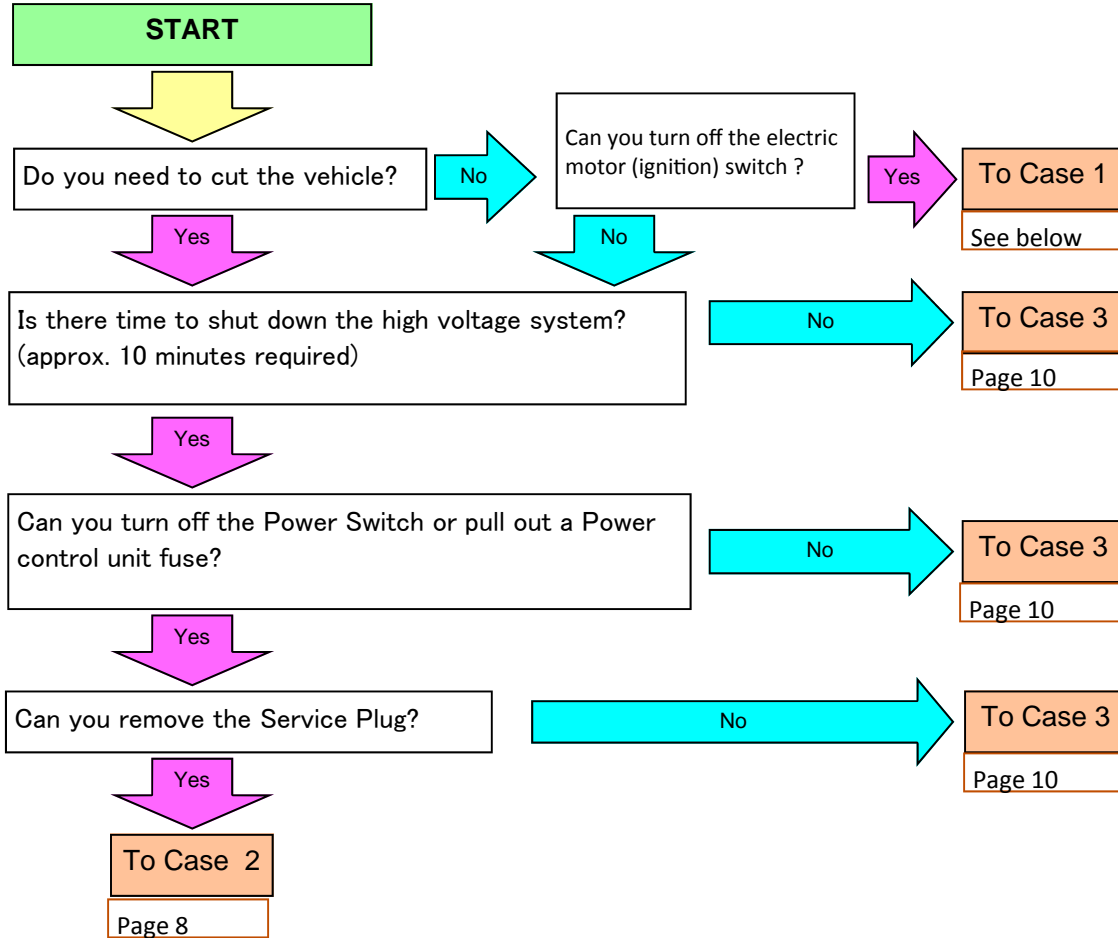 START
Do you need to cut the vehicle?
No
Can you turn off the electric
motor (ignition) switch ?
Yes
To Case 1
See below
Yes
No
Is there time to shut down the high voltage system?
(approx. 10 minutes required)
No
To Case 3
Page 10
Yes
Can you turn off the Power Switch or pull out a Power
control unit fuse?
No
To Case 3
Page 10
Yes
Can you remove the Service Plug?
No
To Case 3
Page 10
Yes
To Case 2
Page 8